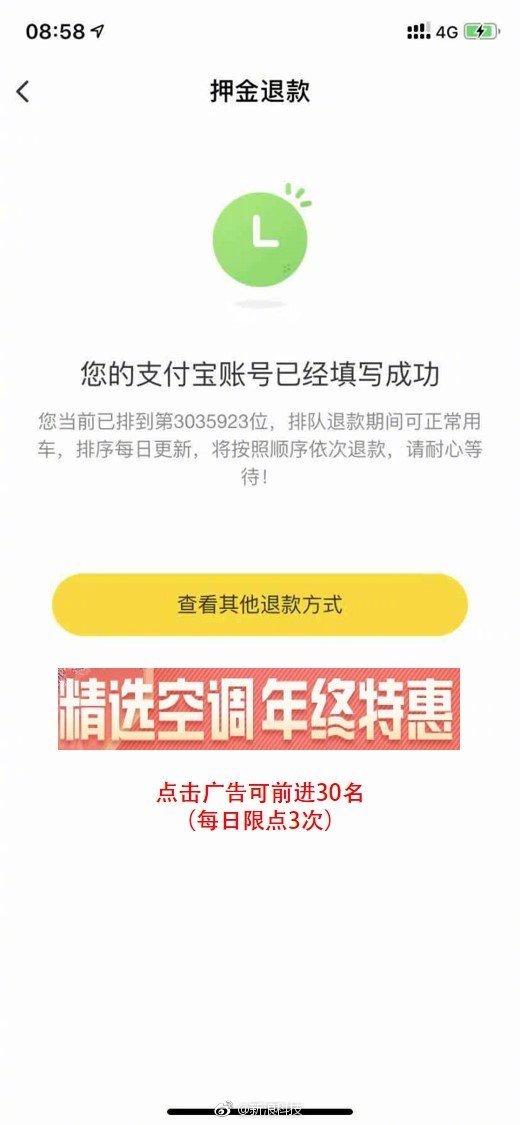 08:58
4G
押金退款
您的支付宝账号已经填写成功
您当前已排到第3035923位，排队退款期间可正常用
车，排序每日更新，将按照顺序依次退款，请耐心等
待！
查看其他退款方式
精选空调 年终特惠
点击广告可前进30名
（每日限点3次）
@新浪科技